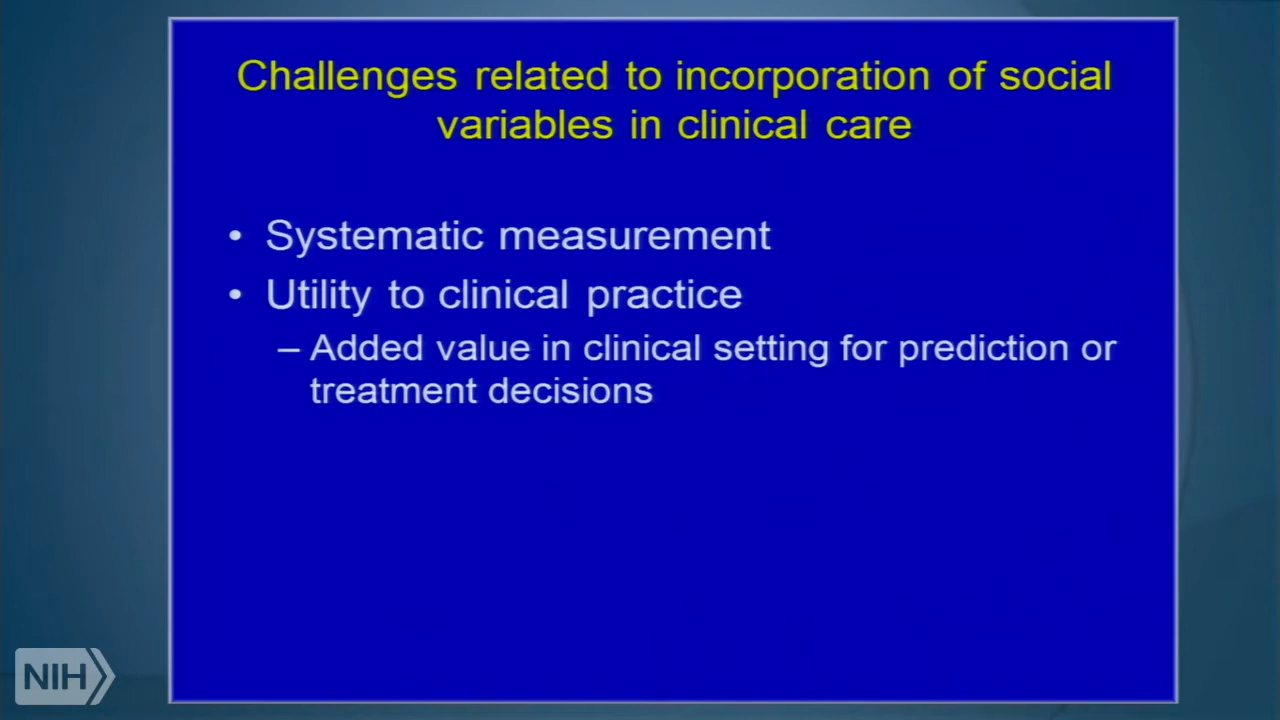 Challenges related to incorporation of social
variables in clinical care
• Systematic measurement
• Utility to clinical practice
– Added value in clinical setting for prediction or
treatment decisions
NIH